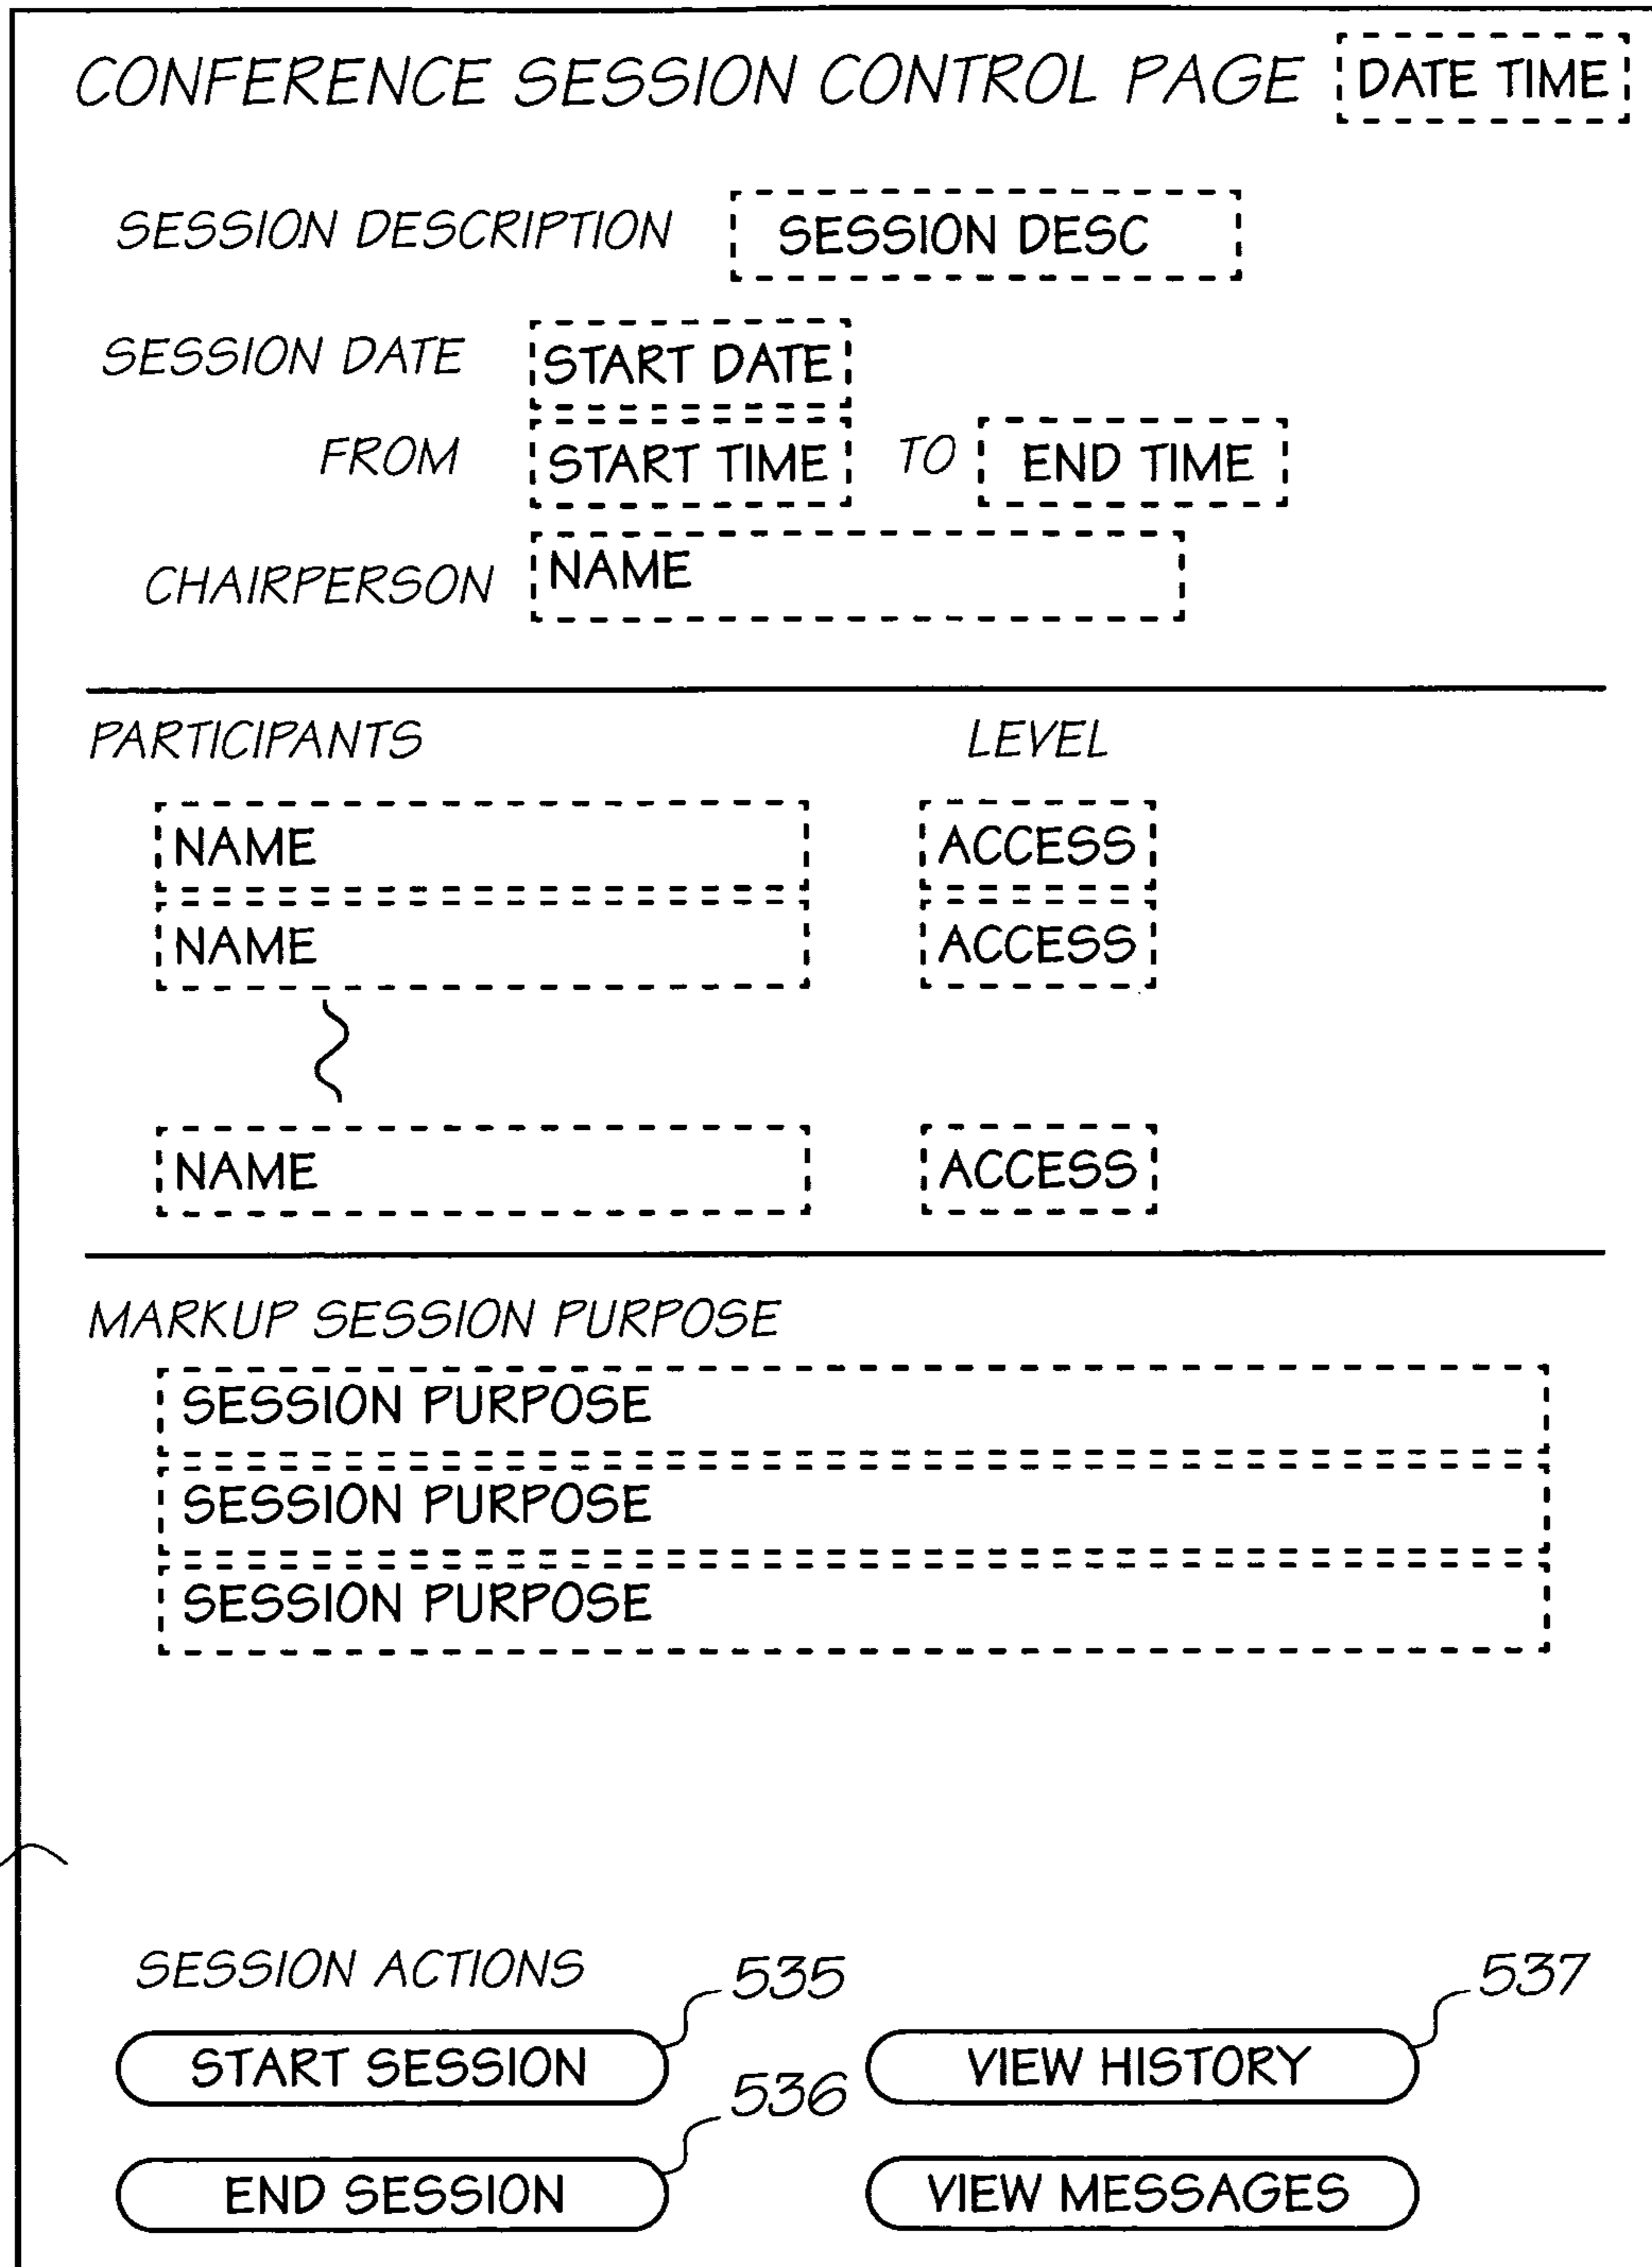 CONFERENCE SESSION CONTROL PAGE DATE TIME
SESSION DESCRIPTION SESSION DESC
SESSION DATE START DATE
FROM START TIME TO END TIME
CHAIRPERSON NAME
PARTICIPANTS LEVEL
NAME ACCESS
NAME ACCESS
NAME ACCESS
MARKUP SESSION PURPOSE
SESSION PURPOSE
SESSION PURPOSE
SESSION PURPOSE
SESSION ACTIONS 535 537
START SESSION VIEW HISTORY
536
END SESSION VIEW MESSAGES